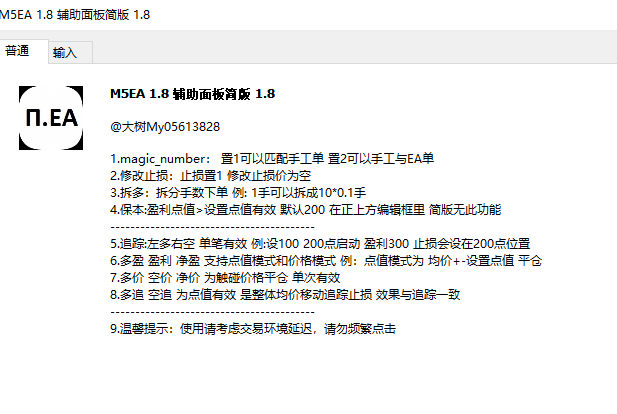 M5EA 1.8 辅助面板简版 1.8
普通
输入
П.EA
M5EA 1.8 辅助面板简版 1.8
@大树My05613828
1.magic_number： 置1可以匹配手工单 置2可以手工与EA单
2.修改止损：止损置1 修改止损价为空
3.拆多：拆分手数下单 例: 1手可以拆成10*0.1手
4.保本:盈利点值>设置点值有效 默认200 在正上方编辑框里 简版无此功能
-----------------------------------------
5.追踪:左多右空 单笔有效 例:设100 200点启动 盈利300 止损会设在200点位置
6.多盈 盈利 净盈 支持点值模式和价格模式 例：点值模式为 均价+-设置点值 平仓
7.多价 空价 净价 为触碰价格平仓 单次有效
8.多追 空追 为点值有效 是整体均价移动追踪止损 效果与追踪一致
-----------------------------------------
9.温馨提示：使用请考虑交易环境延迟，请勿频繁点击